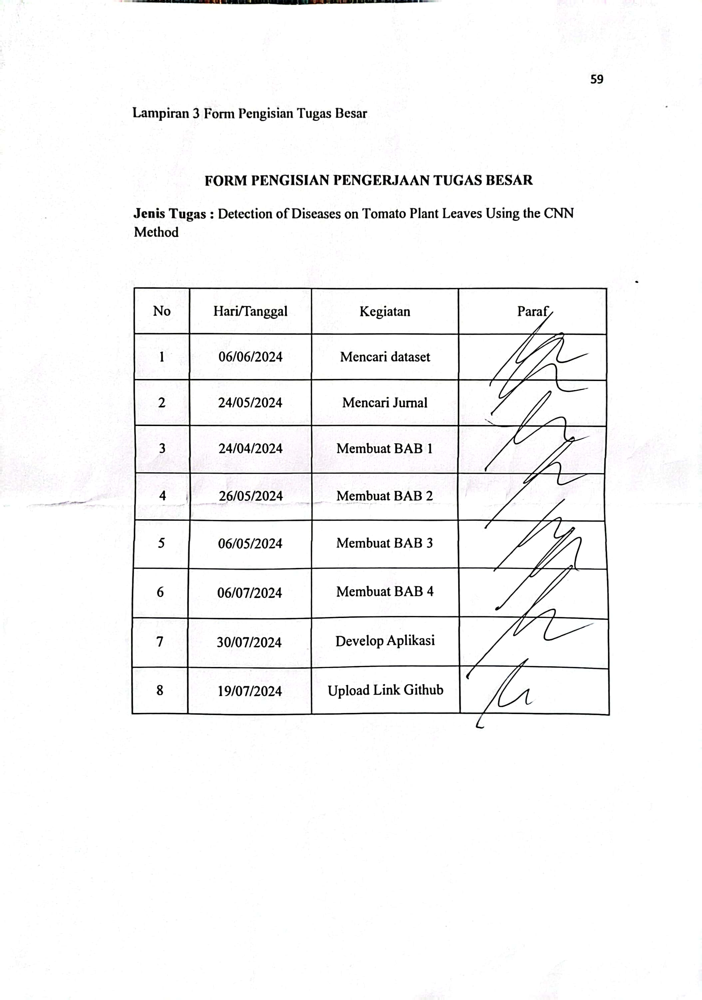 59
Lampiran 3 Form Pengisian Tugas Besar
FORM PENGISIAN PENGERJAAN TUGAS BESAR
Jenis Tugas : Detection of Diseases on Tomato Plant Leaves Using the CNN
Method
No Hari/Tanggal Kegiatan Paraf
1 06/06/2024 Mencari dataset
2 24/05/2024 Mencari Jurnal
3 24/04/2024 Membuat BAB 1
4 26/05/2024 Membuat BAB 2
5 06/05/2024 Membuat BAB 3
6 06/07/2024 Membuat BAB 4
7 30/07/2024 Develop Aplikasi
8 19/07/2024 Upload Link Github